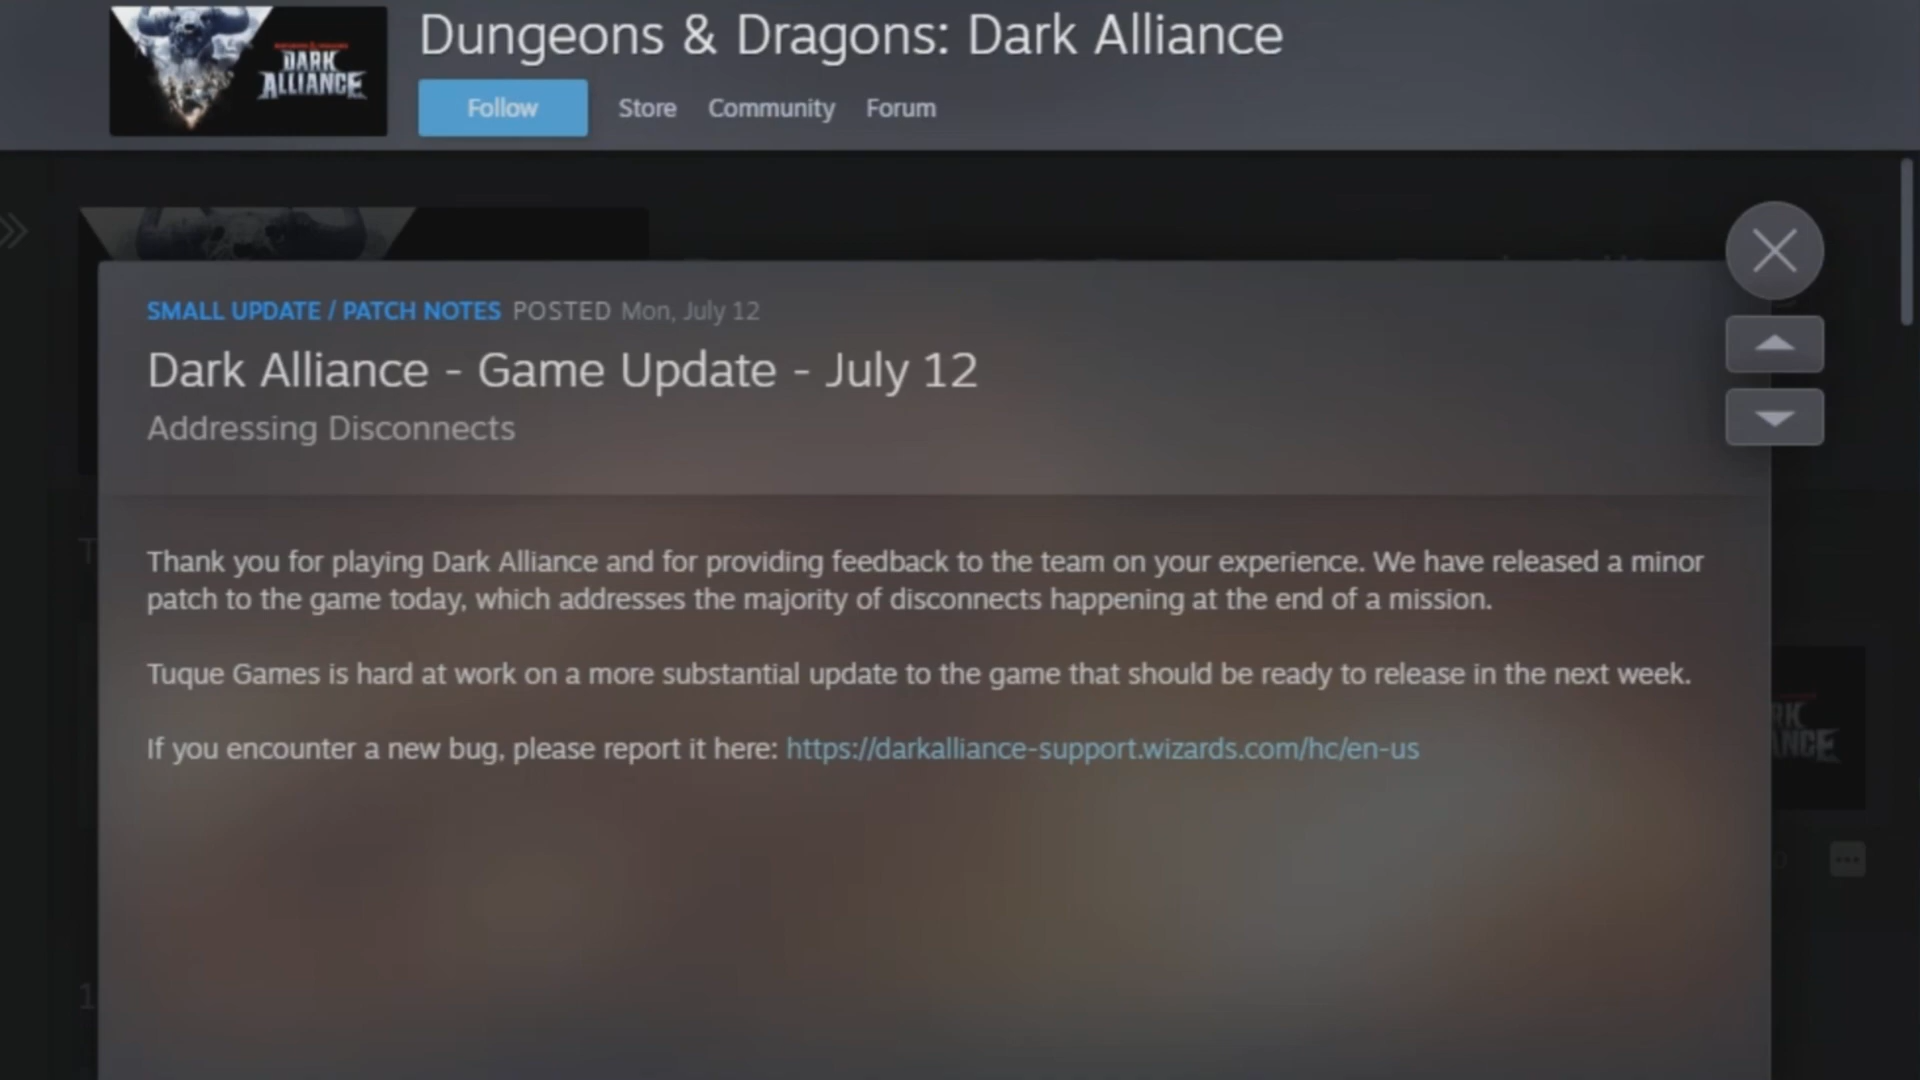 DARK
ALLIANCE
Dungeons & Dragons: Dark Alliance
Follow Store Community Forum
SMALL UPDATE / PATCH NOTES POSTED Mon, July 12
Dark Alliance - Game Update - July 12
Addressing Disconnects
Thank you for playing Dark Alliance and for providing feedback to the team on your experience. We have released a minor
patch to the game today, which addresses the majority of disconnects happening at the end of a mission.
Tuque Games is hard at work on a more substantial update to the game that should be ready to release in the next week.
If you encounter a new bug, please report it here: https://darkalliance-support.wizards.com/hc/en-us